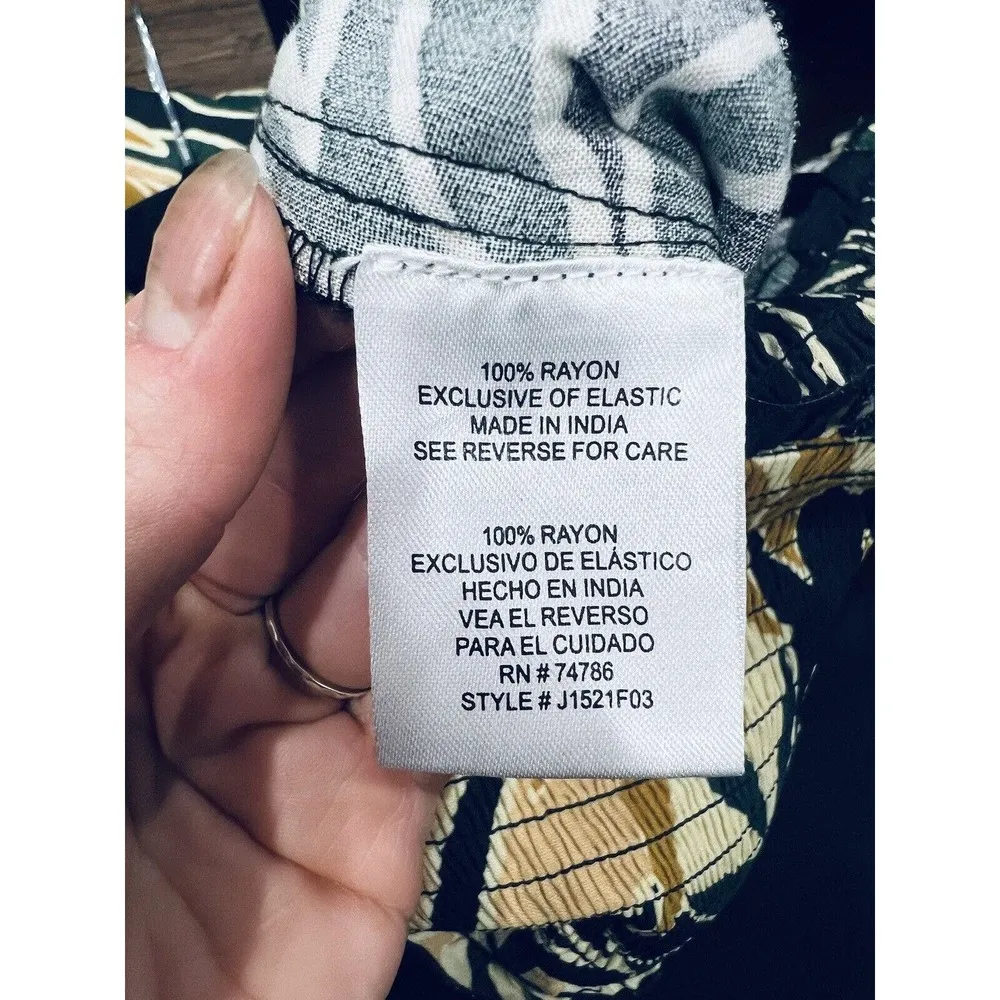 100% RAYON
EXCLUSIVE OF ELASTIC
MADE IN INDIA
SEE REVERSE FOR CARE
100% RAYON
EXCLUSIVO DE ELÁSTICO
HECHO EN INDIA
VEA EL REVERSO
PARA EL CUIDADO
RN # 74786
STYLE # J1521F03